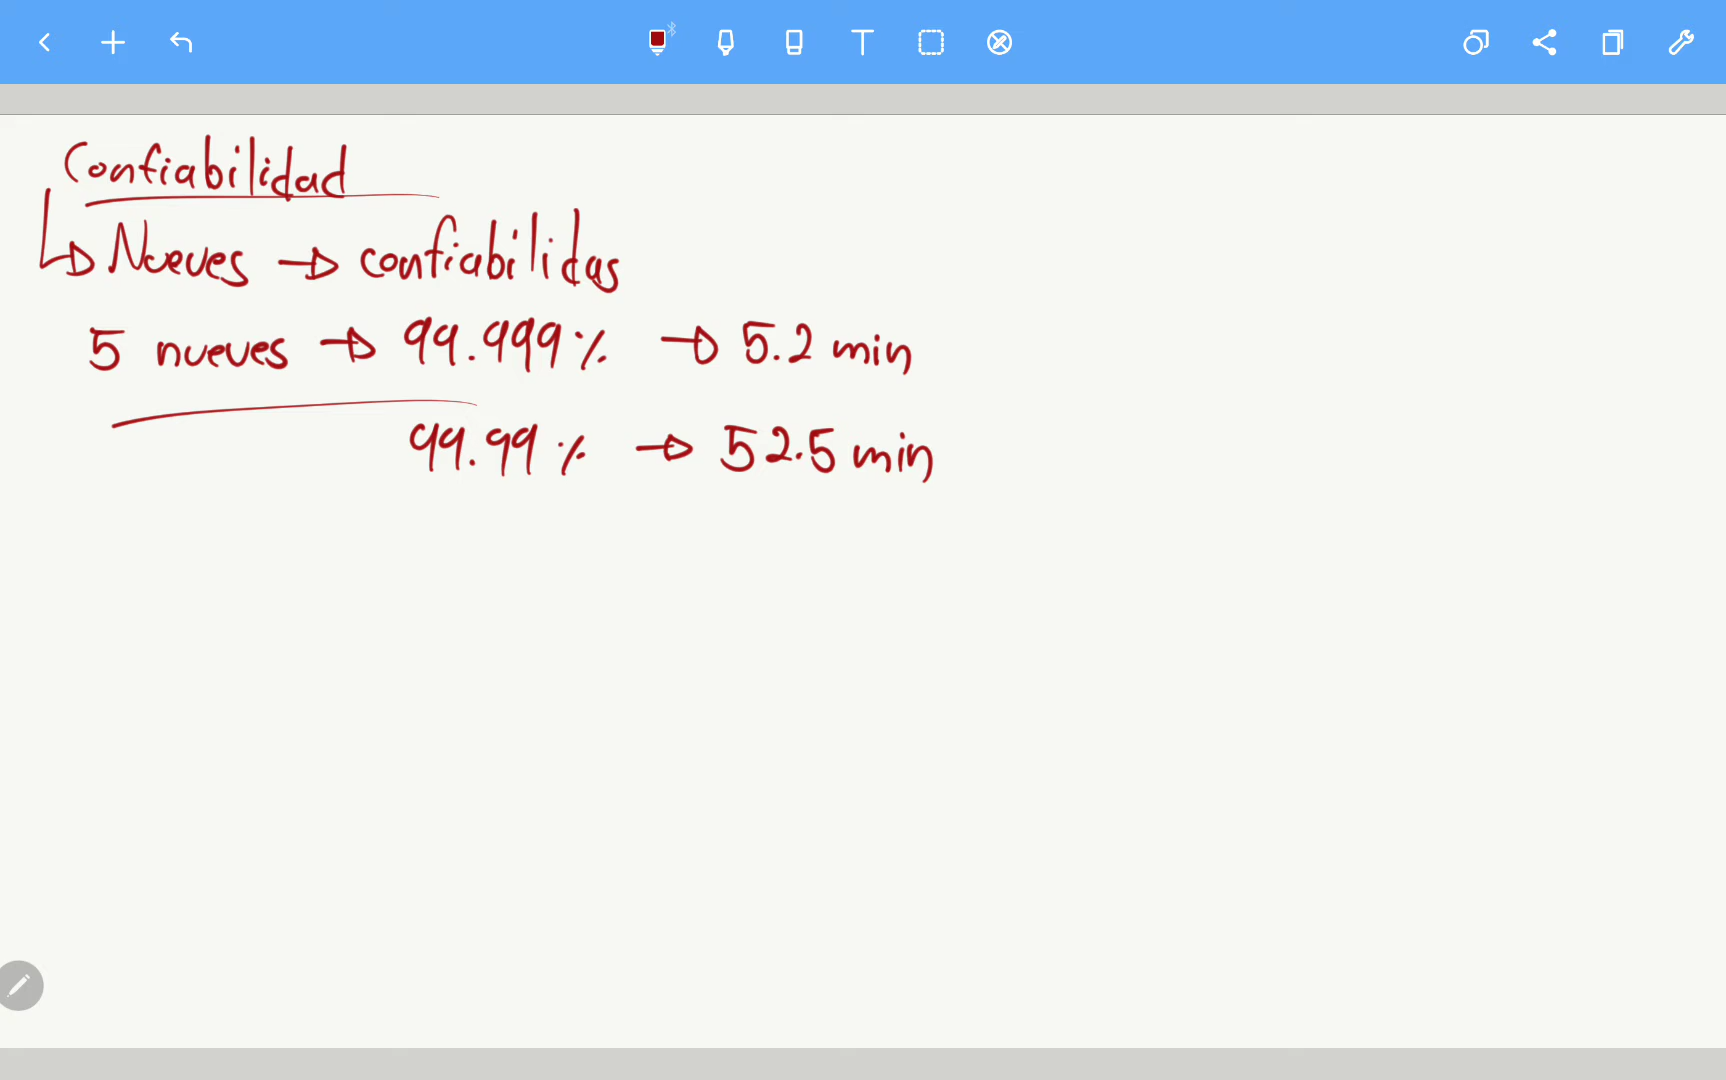 Confiabilidad
↳ Nueves → confiabilidas
5 nueves → 99.999% → 5.2 min
99.99% → 52.5 min